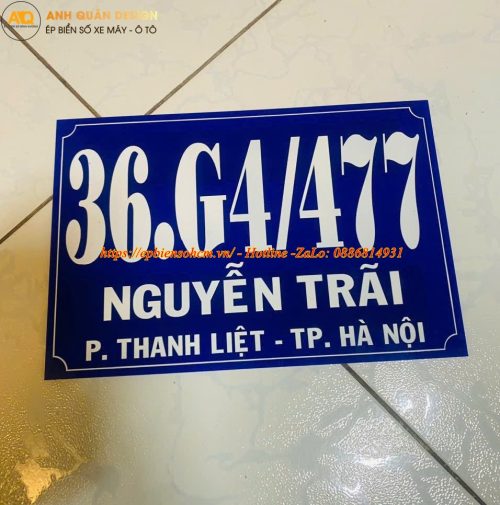 ANH QUÂN DESIGN
ÉP BIỂN SỐ XE MÁY - Ô TÔ
36.G4/477
https://epbiensohcm.vn/ - Hotline -ZaLo: 0886814931
NGUYỄN TRÃI
P. THANH LIỆT - TP. HÀ NỘI